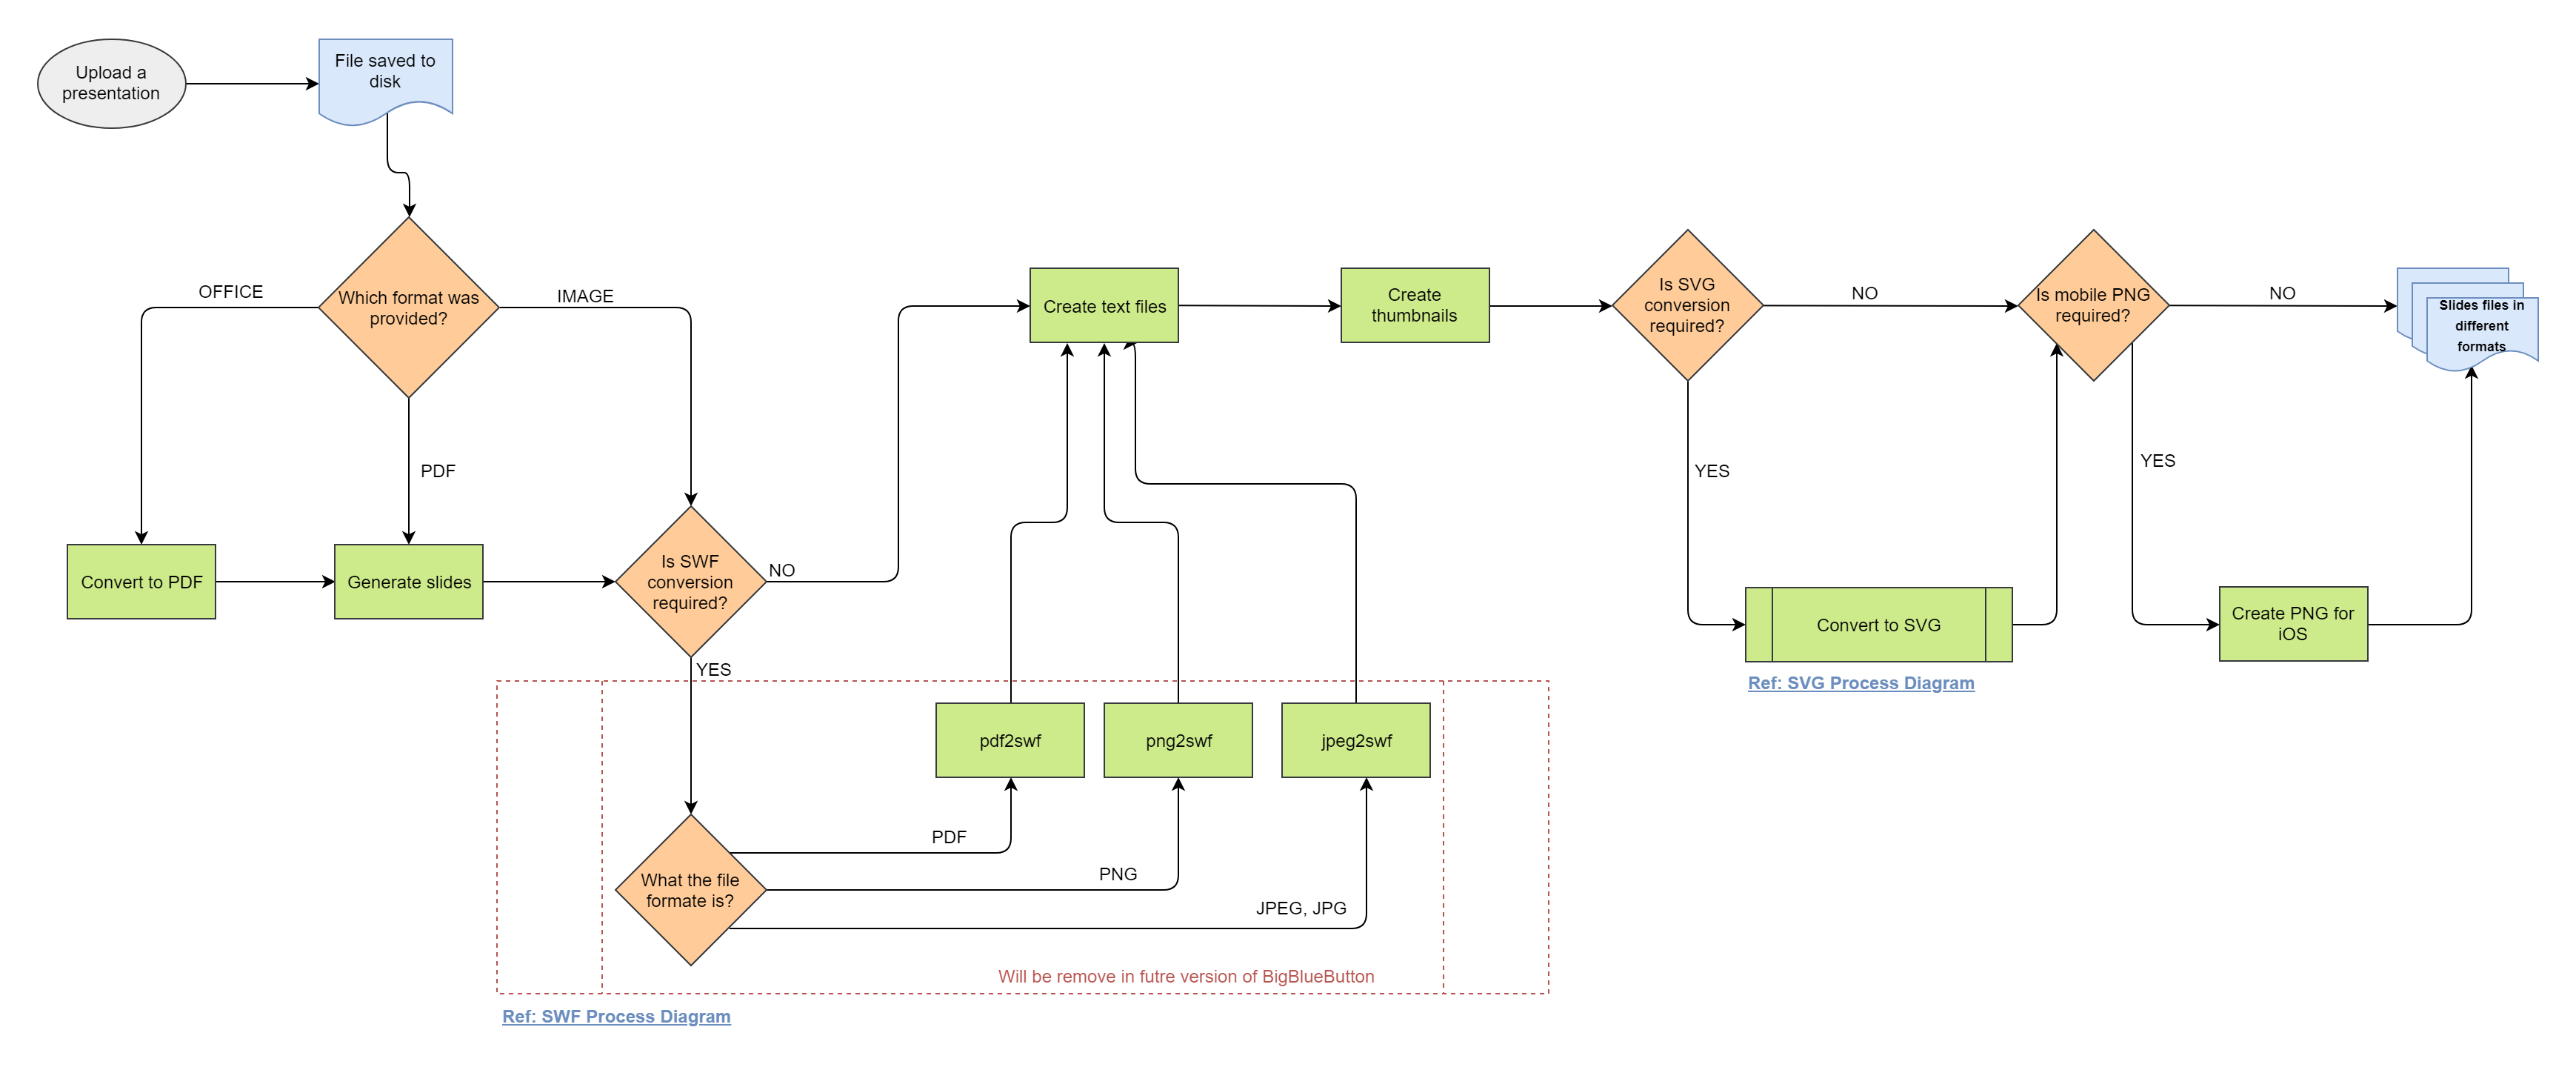 Upload a
presentation
File saved to
disk
Which format was
provided?
OFFICE
IMAGE
PDF
Convert to PDF
Generate slides
Is SWF
conversion
required?
NO
YES
Create text files
Create
thumbnails
Is SVG
conversion
required?
NO
YES
Is mobile PNG
required?
NO
YES
Slides files in
different
formats
Convert to SVG
Ref: SVG Process Diagram
Create PNG for
iOS
pdf2swf
png2swf
jpeg2swf
What the file
formate is?
PDF
PNG
JPEG, JPG
Will be remove in futre version of BigBlueButton
Ref: SWF Process Diagram